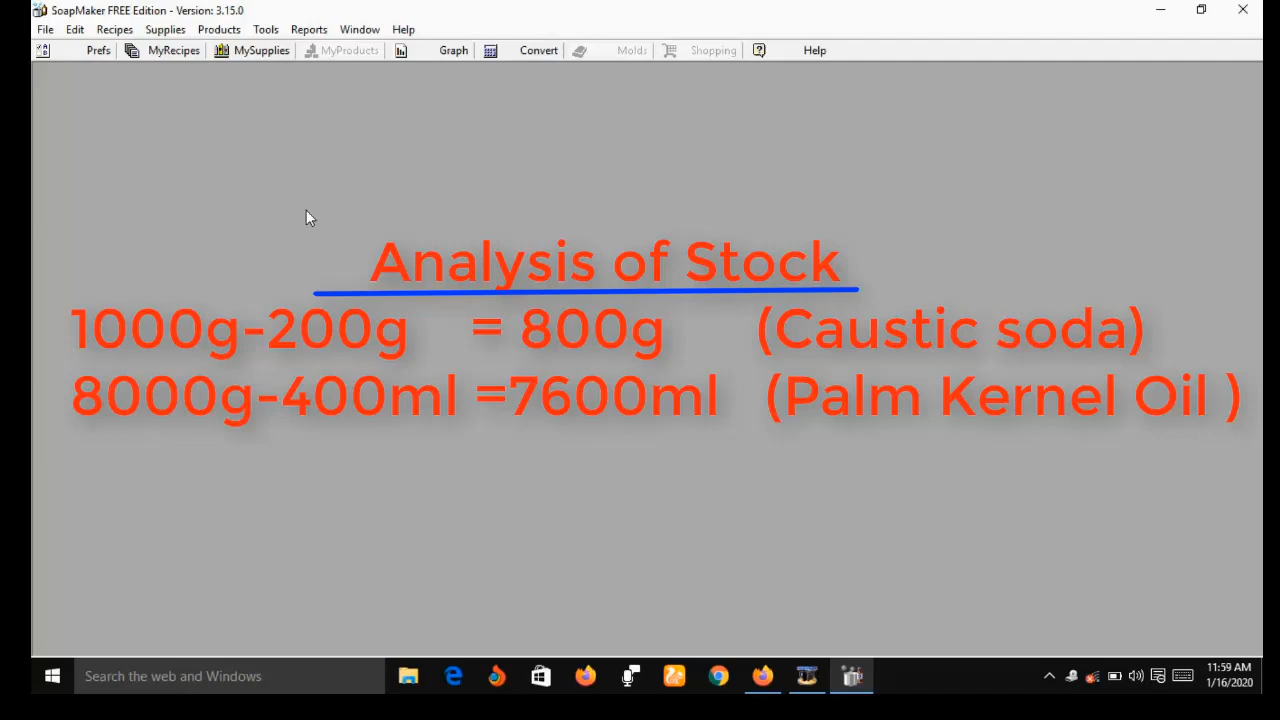 SoapMaker FREE Edition - Version: 3.15.0
File Edit Recipes Supplies Products Tools Reports Window Help
Prefs MyRecipes MySupplies MyProducts Graph Convert Molds Shopping Help
Analysis of Stock
1000g-200g = 800g (Caustic soda)
8000g-400ml =7600ml (Palm Kernel Oil )
Search the web and Windows
11:59 AM
1/16/2020